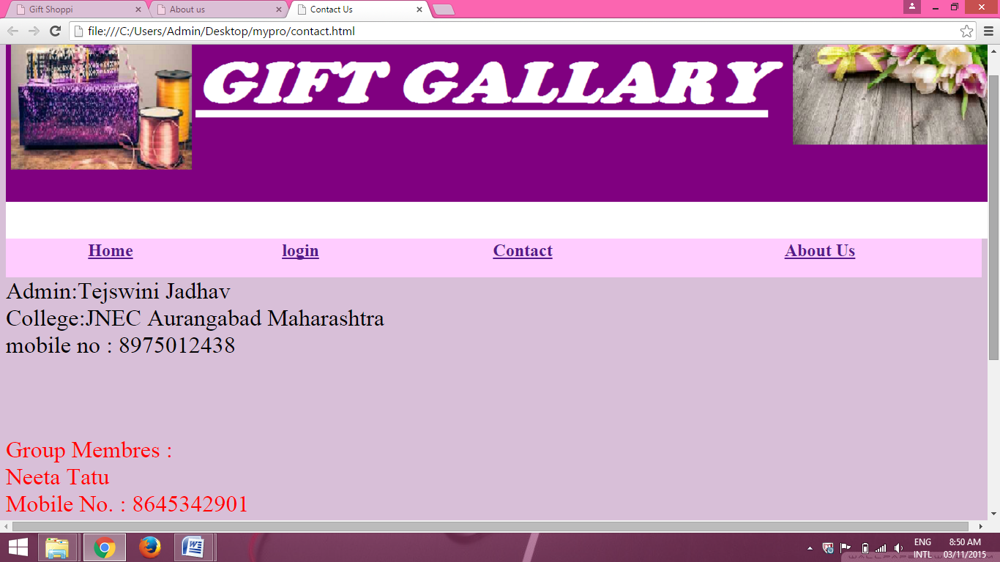 Gift Shoppi
About us
Contact Us
file:///C:/Users/Admin/Desktop/mypro/contact.html
GIFT GALLARY
Home login Contact About Us
Admin:Tejswini Jadhav
College:JNEC Aurangabad Maharashtra
mobile no : 8975012438
Group Membres :
Neeta Tatu
Mobile No. : 8645342901
ENG 8:50 AM
INTL 03/11/2015